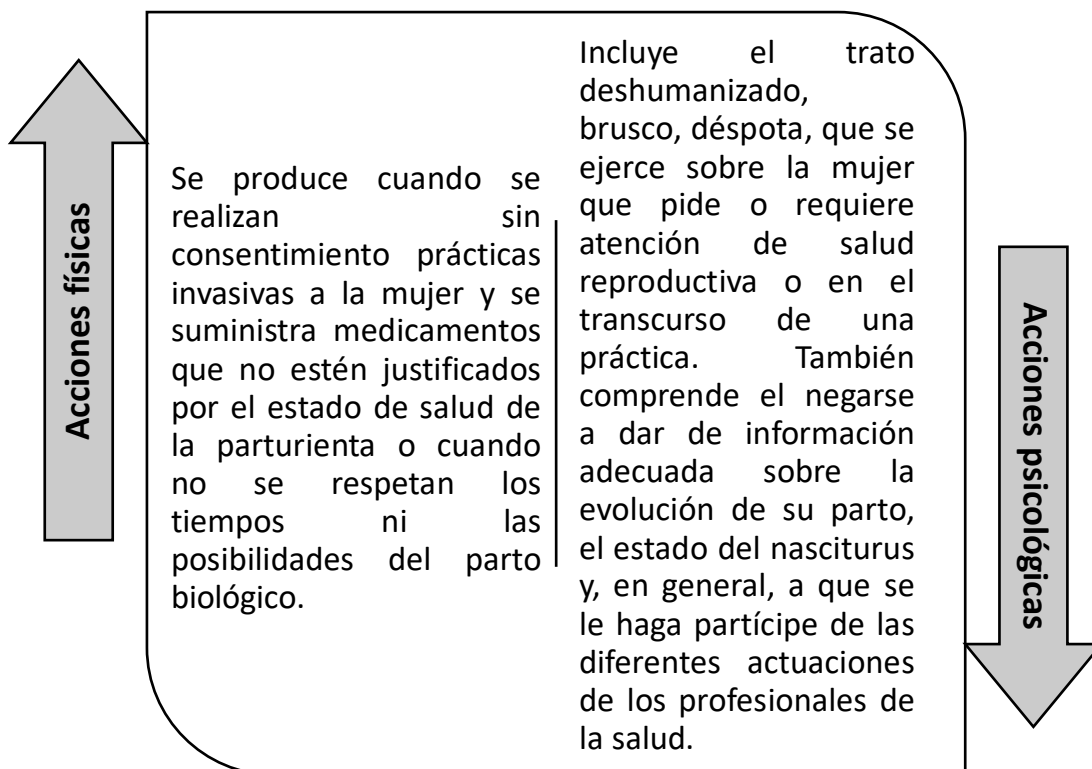 Acciones físicas
Se produce cuando se
realizan sin
consentimiento prácticas
invasivas a la mujer y se
suministra medicamentos
que no estén justificados
por el estado de salud de
la parturienta o cuando
no se respetan los
tiempos ni las
posibilidades del parto
biológico.
Incluye el trato
deshumanizado,
brusco, déspota, que se
ejerce sobre la mujer
que pide o requiere
atención de salud
reproductiva o en el
transcurso de una
práctica. También
comprende el negarse
a dar de información
adecuada sobre la
evolución de su parto,
el estado del nasciturus
y, en general, a que se
le haga partícipe de las
diferentes actuaciones
de los profesionales de
la salud.
Acciones psicológicas